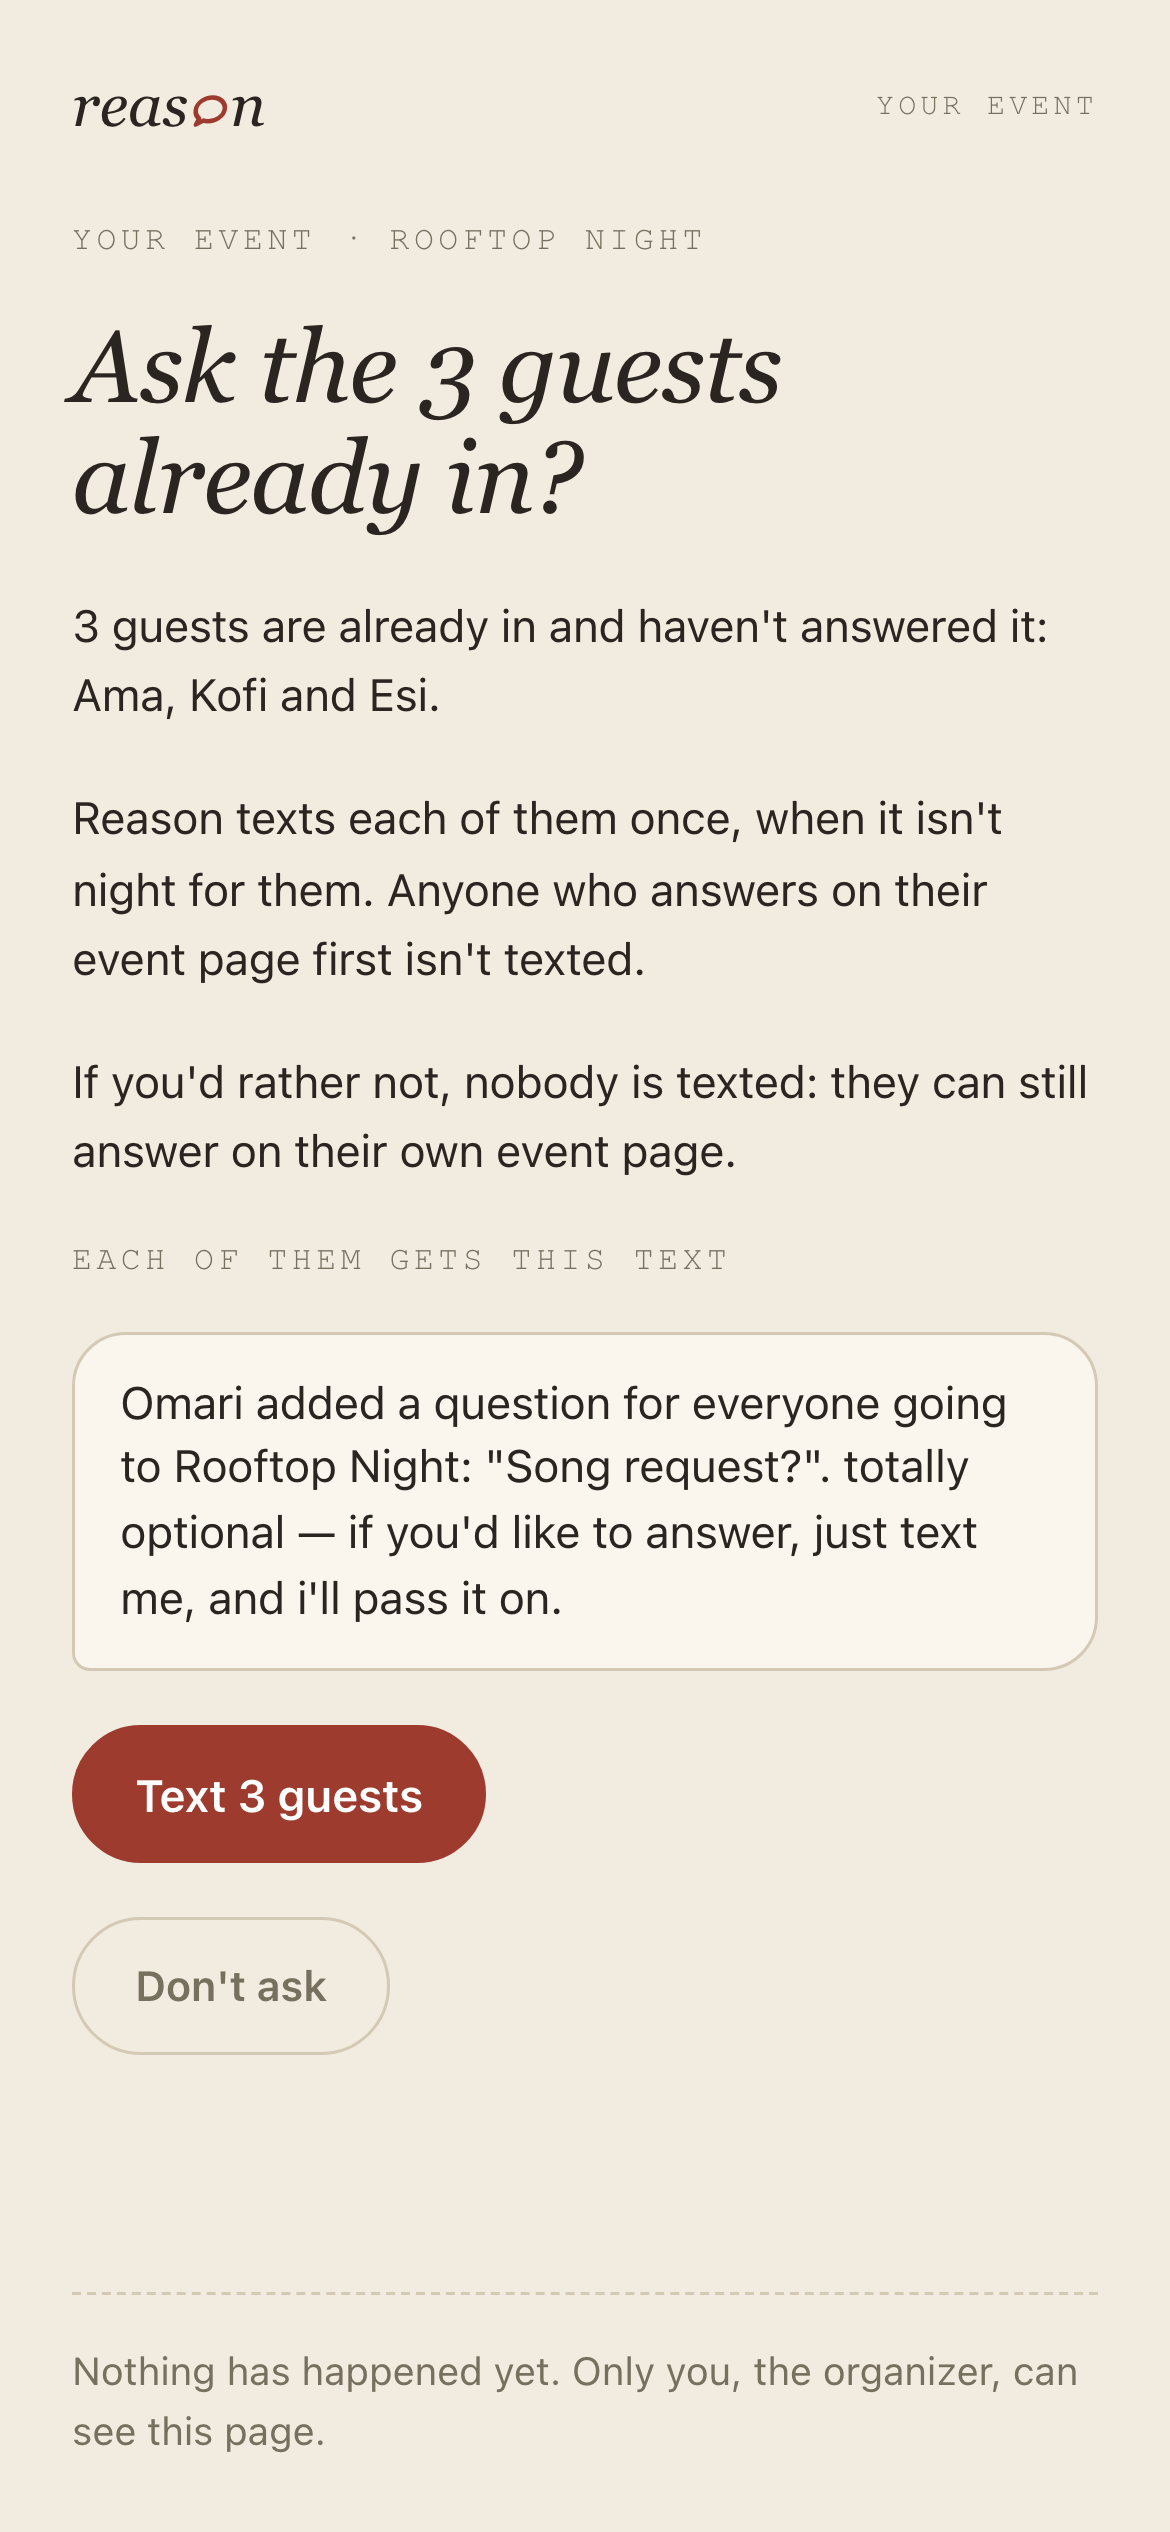 reason
YOUR EVENT
YOUR EVENT · ROOFTOP NIGHT
Ask the 3 guests
already in?
3 guests are already in and haven't answered it:
Ama, Kofi and Esi.
Reason texts each of them once, when it isn't
night for them. Anyone who answers on their
event page first isn't texted.
If you'd rather not, nobody is texted: they can still
answer on their own event page.
EACH OF THEM GETS THIS TEXT
Omari added a question for everyone going
to Rooftop Night: "Song request?". totally
optional — if you'd like to answer, just text
me, and i'll pass it on.
Text 3 guests
Don't ask
Nothing has happened yet. Only you, the organizer, can
see this page.